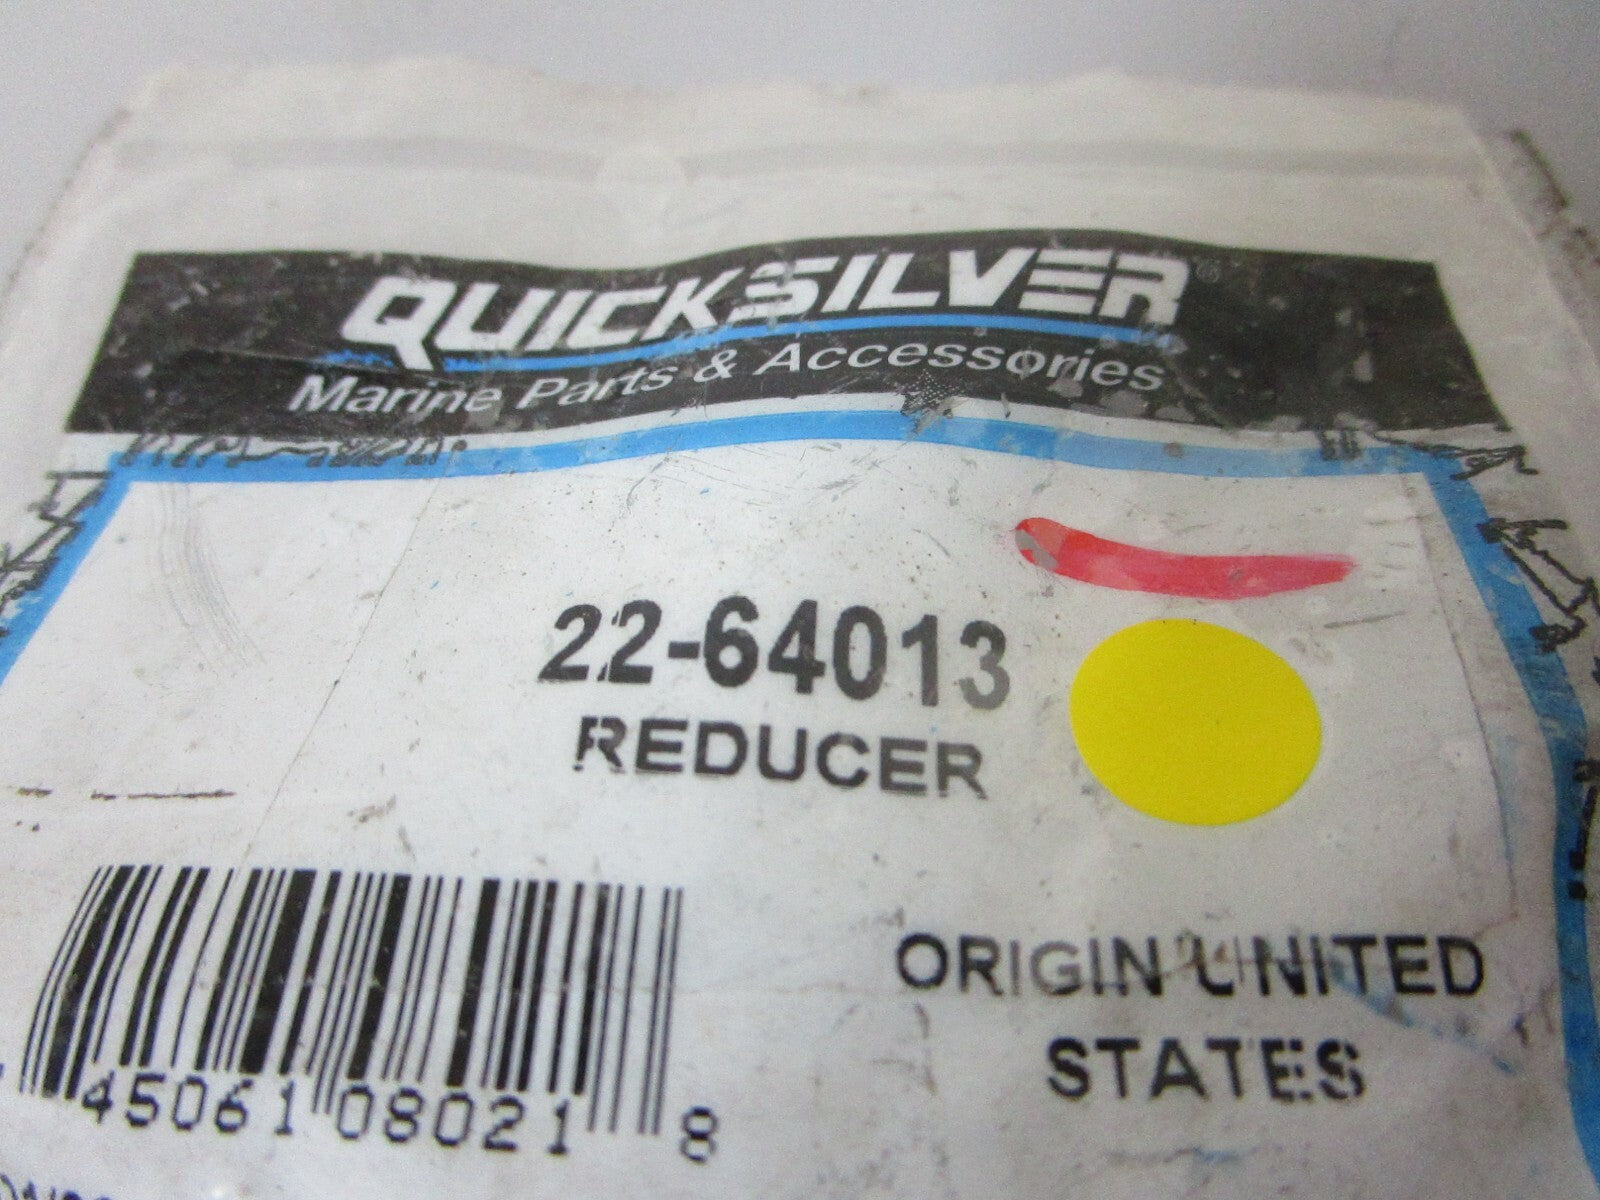 QUICKSILVER®
Marine Parts & Accessories
22-64013
REDUCER
ORIGIN UNITED
STATES
45061 08021 8